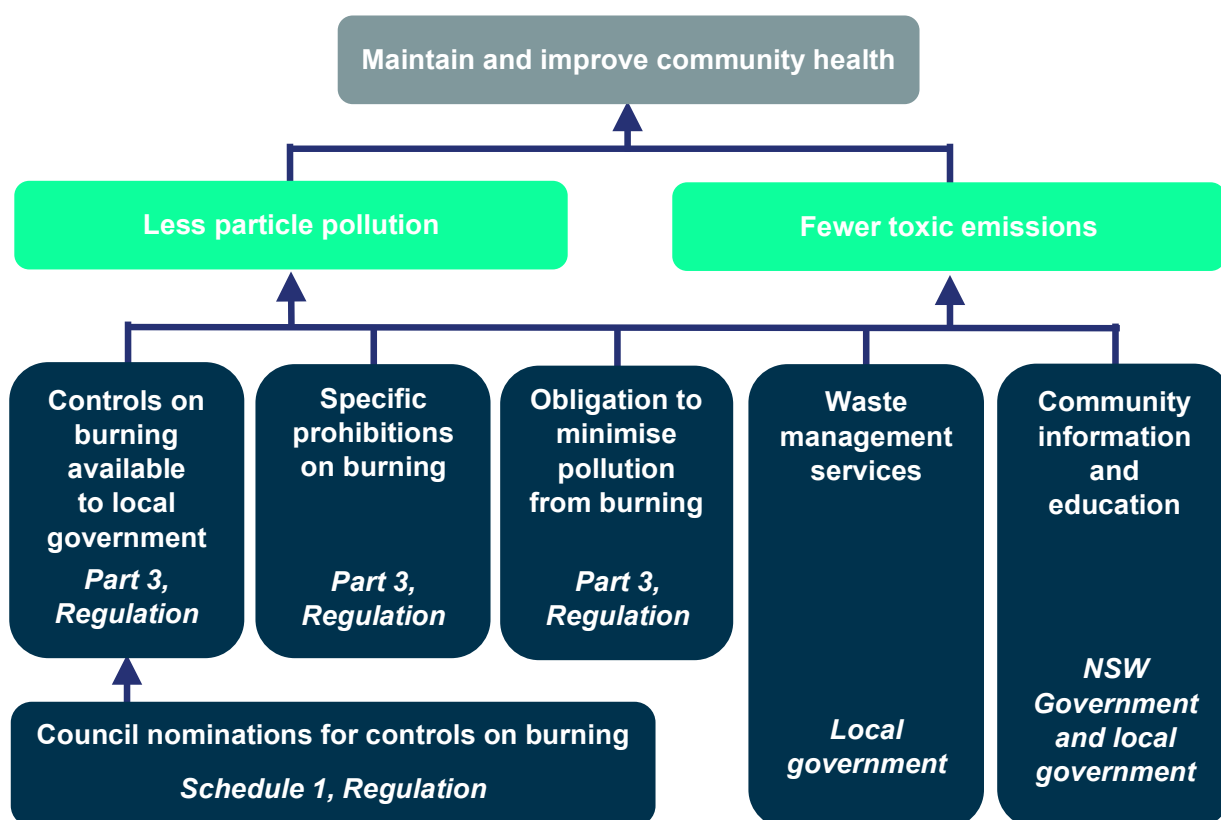 Maintain and improve community health
Less particle pollution
Fewer toxic emissions
Controls on
burning
available
to local
government
Part 3,
Regulation
Specific
prohibitions
on burning
Part 3,
Regulation
Obligation to
minimise
pollution
from burning
Part 3,
Regulation
Waste
management
services
Local
government
Community
information
and
education
NSW
Government
and local
government
Council nominations for controls on burning
Schedule 1, Regulation